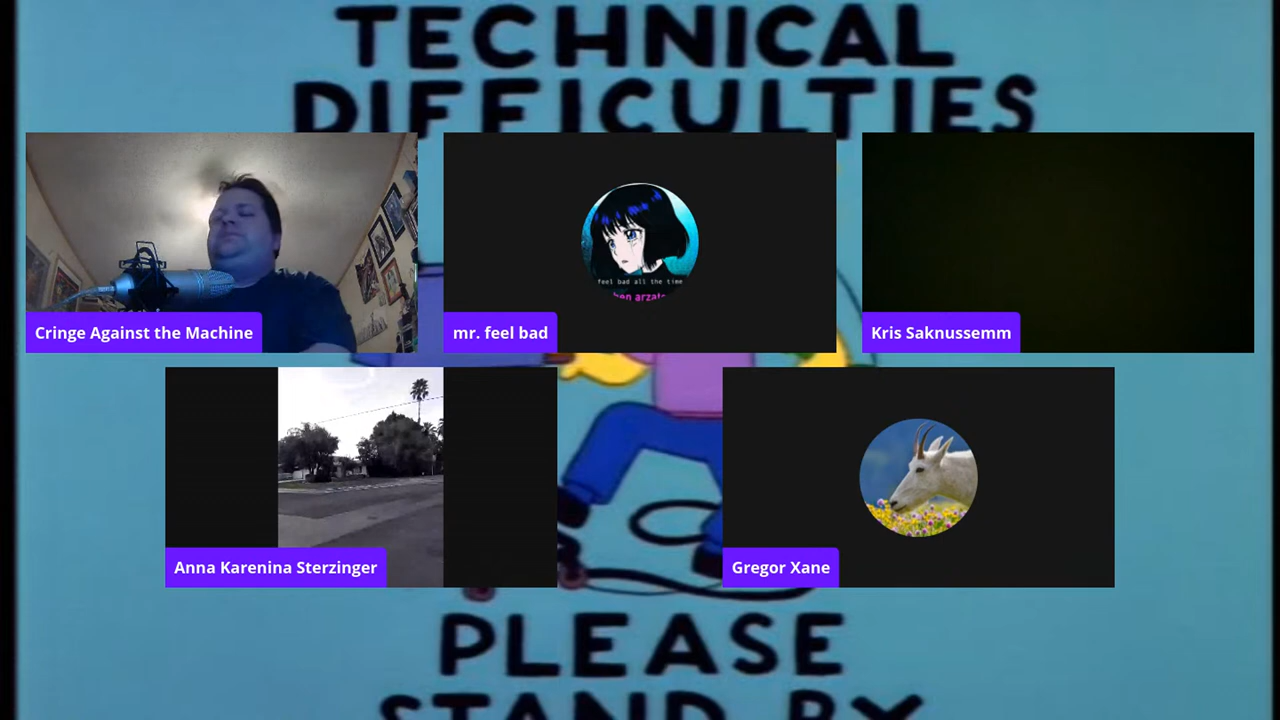 TECHNICAL
DIFFICULTIES
Cringe Against the Machine
feel bad all the time
mr. feel bad
Kris Saknussemm
Anna Karenina Sterzinger
Gregor Xane
PLEASE
STAND BY